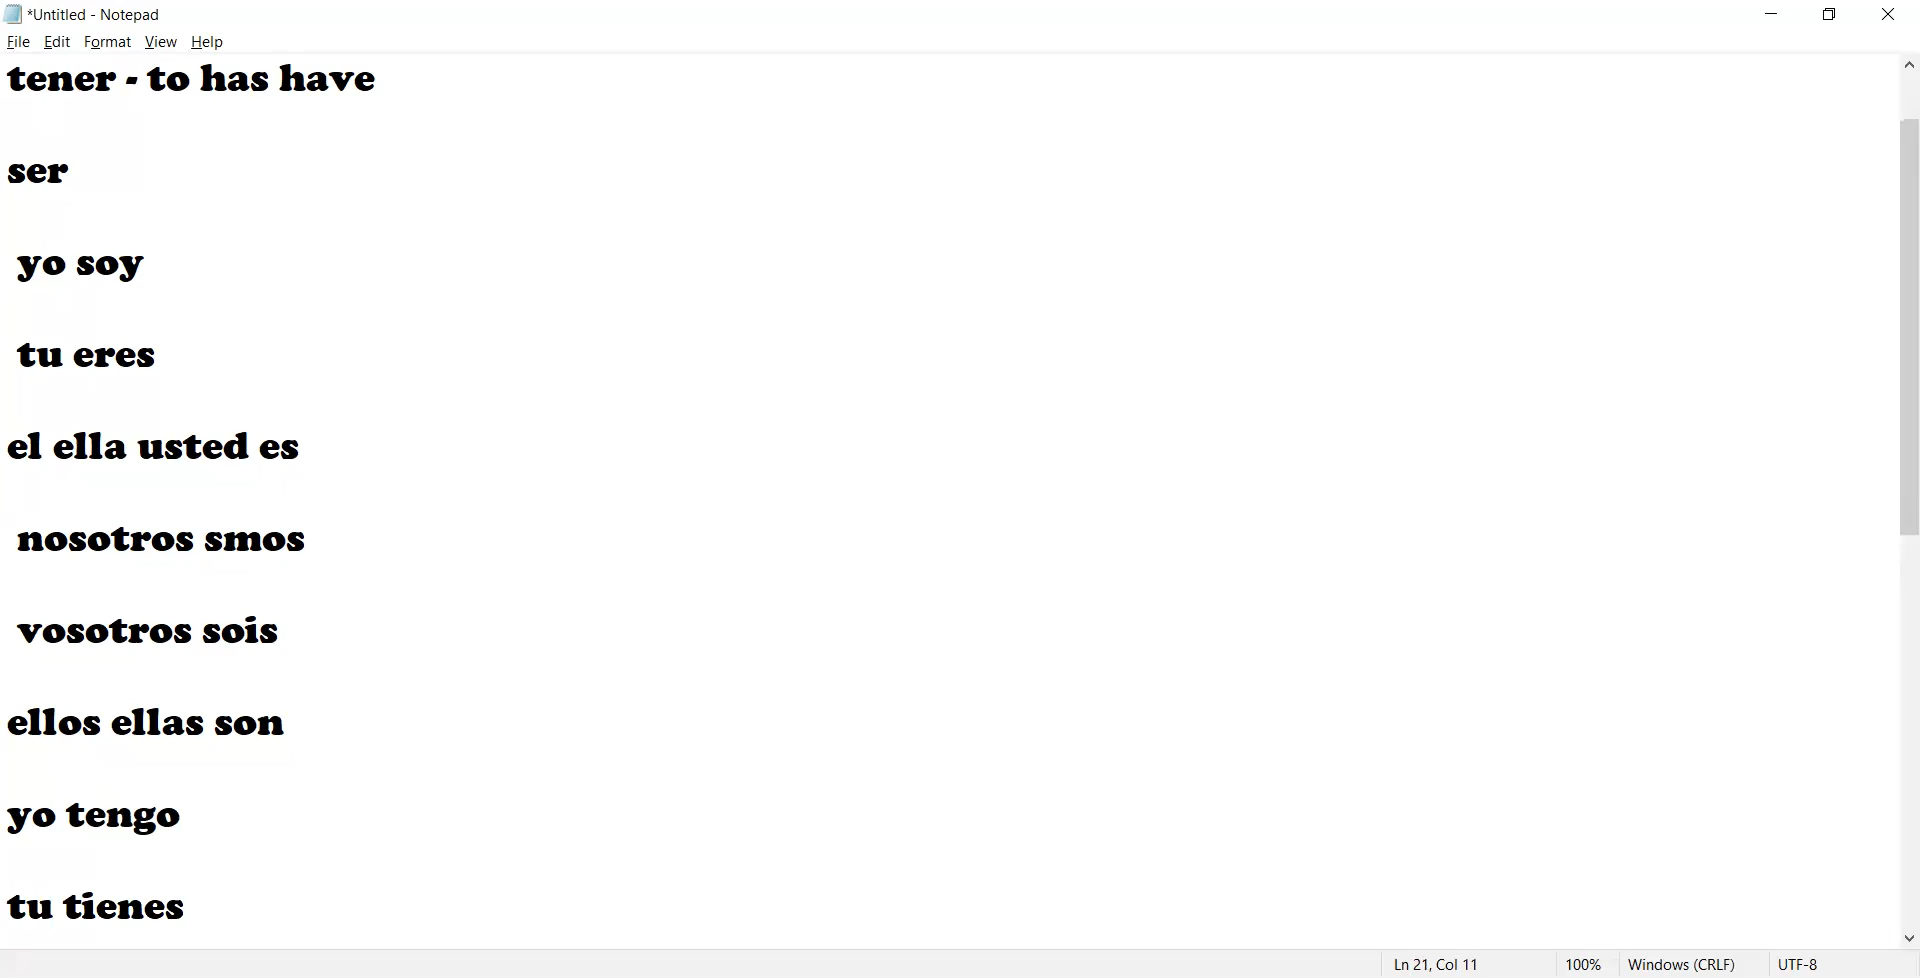 *Untitled - Notepad
File Edit Format View Help
tener - to has have
ser
yo soy
tu eres
el ella usted es
nosotros smos
vosotros sois
ellos ellas son
yo tengo
tu tienes
Ln 21, Col 11 100% Windows (CRLF) UTF-8